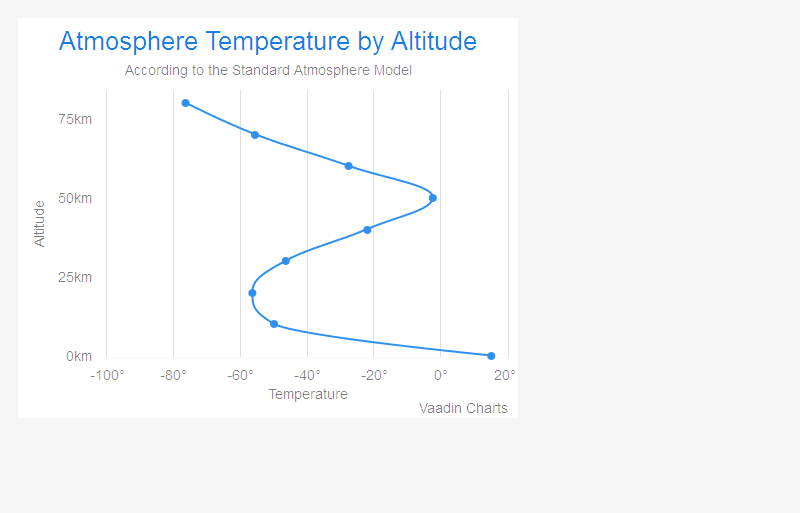 Atmosphere Temperature by Altitude
According to the Standard Atmosphere Model
75km
50km
Altitude
25km
0km
-100° -80° -60° -40° -20° 0° 20°
Temperature
Vaadin Charts